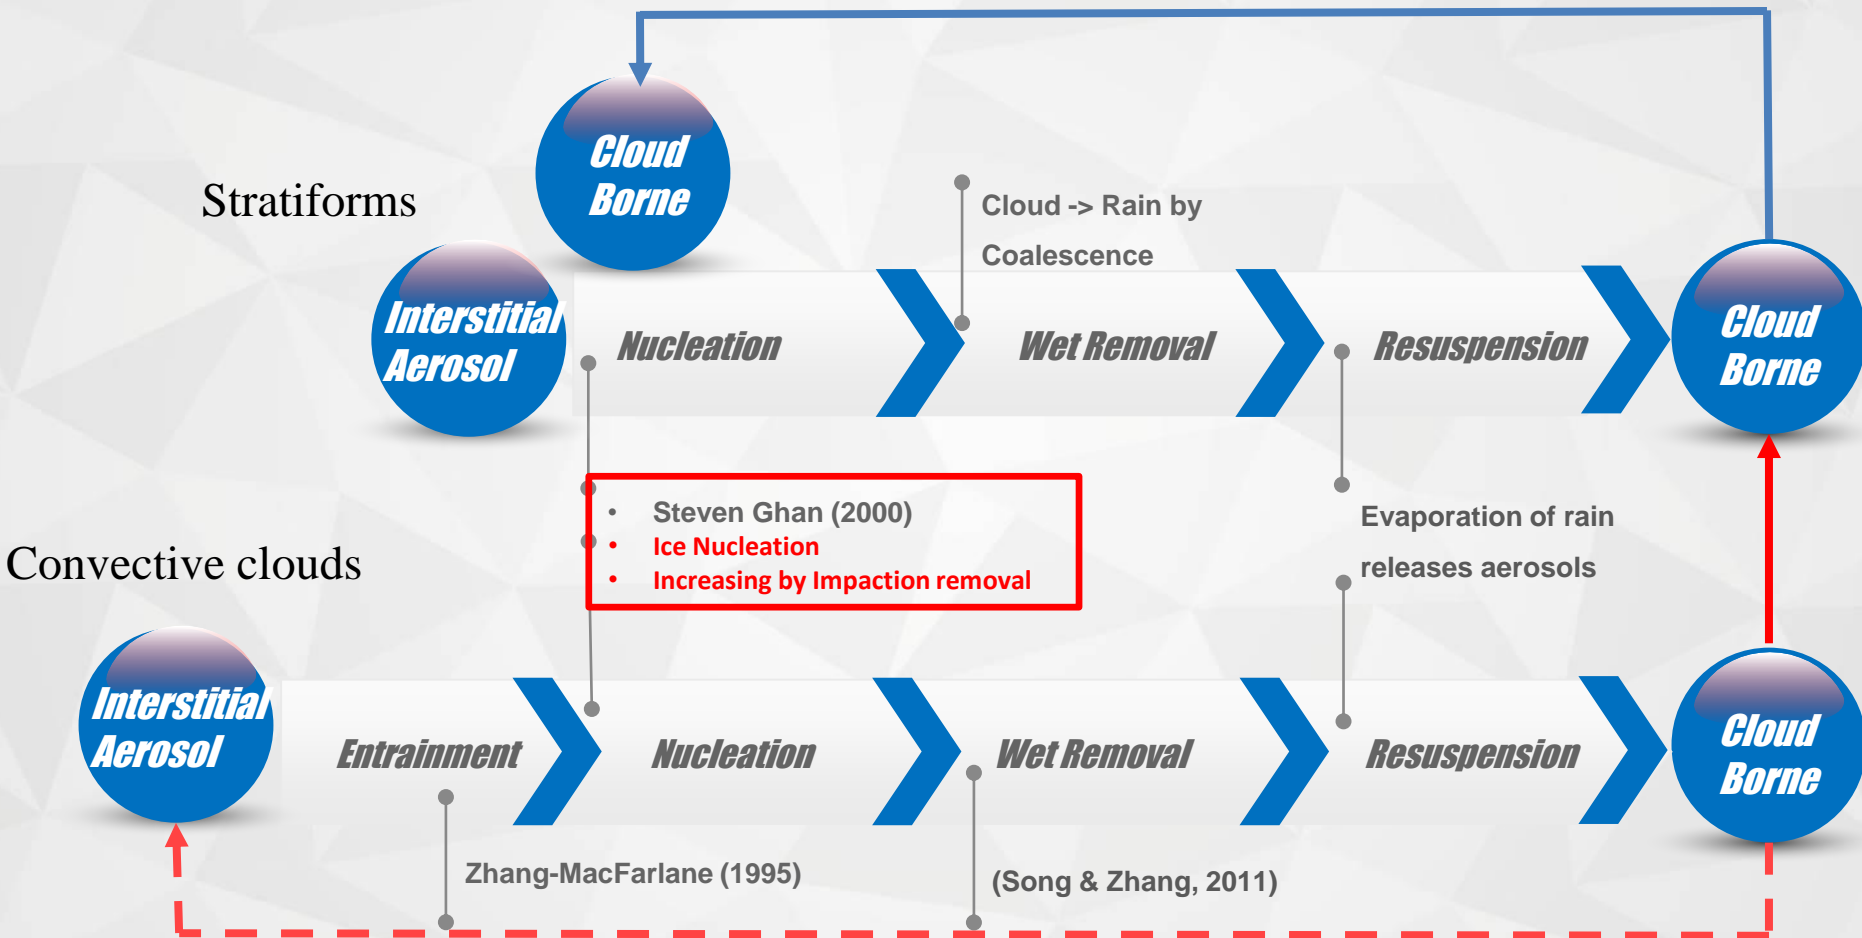 Cloud
Borne
Stratiforms
Cloud -> Rain by
Coalescence
Interstitial
Aerosol
Nucleation
Wet Removal
Resuspension
Cloud
Borne
• Steven Ghan (2000)
• Ice Nucleation
• Increasing by Impaction removal
Evaporation of rain
releases aerosols
Convective clouds
Interstitial
Aerosol
Entrainment
Nucleation
Wet Removal
Resuspension
Cloud
Borne
Zhang-MacFarlane (1995)
(Song & Zhang, 2011)